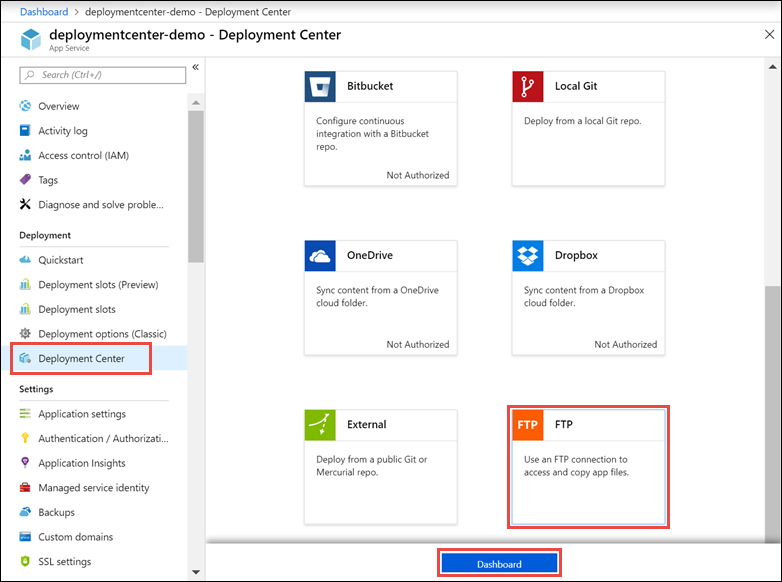 Dashboard > deploymentcenter-demo - Deployment Center
deploymentcenter-demo - Deployment Center
App Service
Search (Ctrl+/)
«
Overview
Activity log
Access control (IAM)
Tags
Diagnose and solve proble...
Deployment
Quickstart
Deployment slots (Preview)
Deployment slots
Deployment options (Classic)
Deployment Center
Settings
Application settings
Authentication / Authorizati...
Application Insights
Managed service identity
Backups
Custom domains
SSL settings
Bitbucket
Configure continuous
integration with a Bitbucket
repo.
Not Authorized
Local Git
Deploy from a local Git repo.
OneDrive
Sync content from a OneDrive
cloud folder.
Not Authorized
Dropbox
Sync content from a Dropbox
cloud folder.
Not Authorized
External
Deploy from a public Git or
Mercurial repo.
FTP FTP
Use an FTP connection to
access and copy app files.
Dashboard